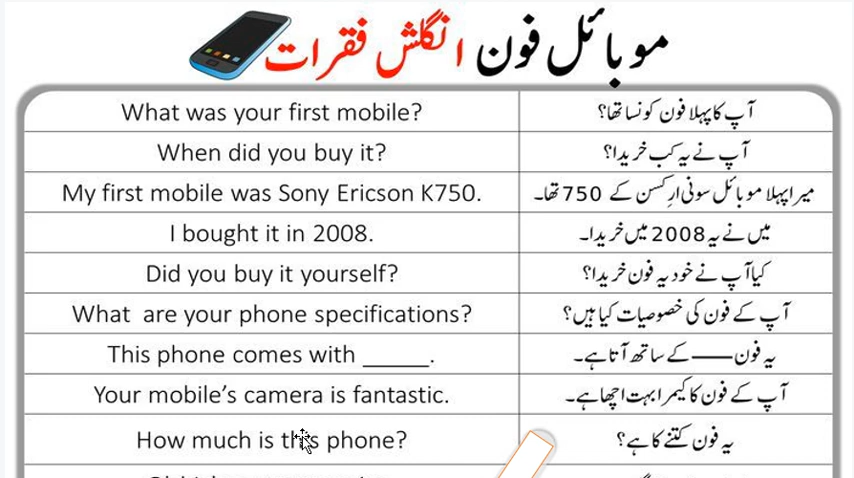 موبائل فون انگلش فقرات
What was your first mobile? آپ کا پہلا فون کونسا تھا؟
When did you buy it? آپ نے یہ کب خریدا؟
My first mobile was Sony Ericson K750. میرا پہلا موبائل سونی ارکسن کے 750 تھا۔
I bought it in 2008. میں نے یہ 2008 میں خریدا۔
Did you buy it yourself? کیا آپ نے خود یہ فون خریدا؟
What are your phone specifications? آپ کے فون کی خصوصیات کیا ہیں؟
This phone comes with _____. یہ فون ——— کے ساتھ آتا ہے۔
Your mobile’s camera is fantastic. آپ کے فون کا کیمرا بہت اچھا ہے۔
How much is this phone? یہ فون کتنے کا ہے؟